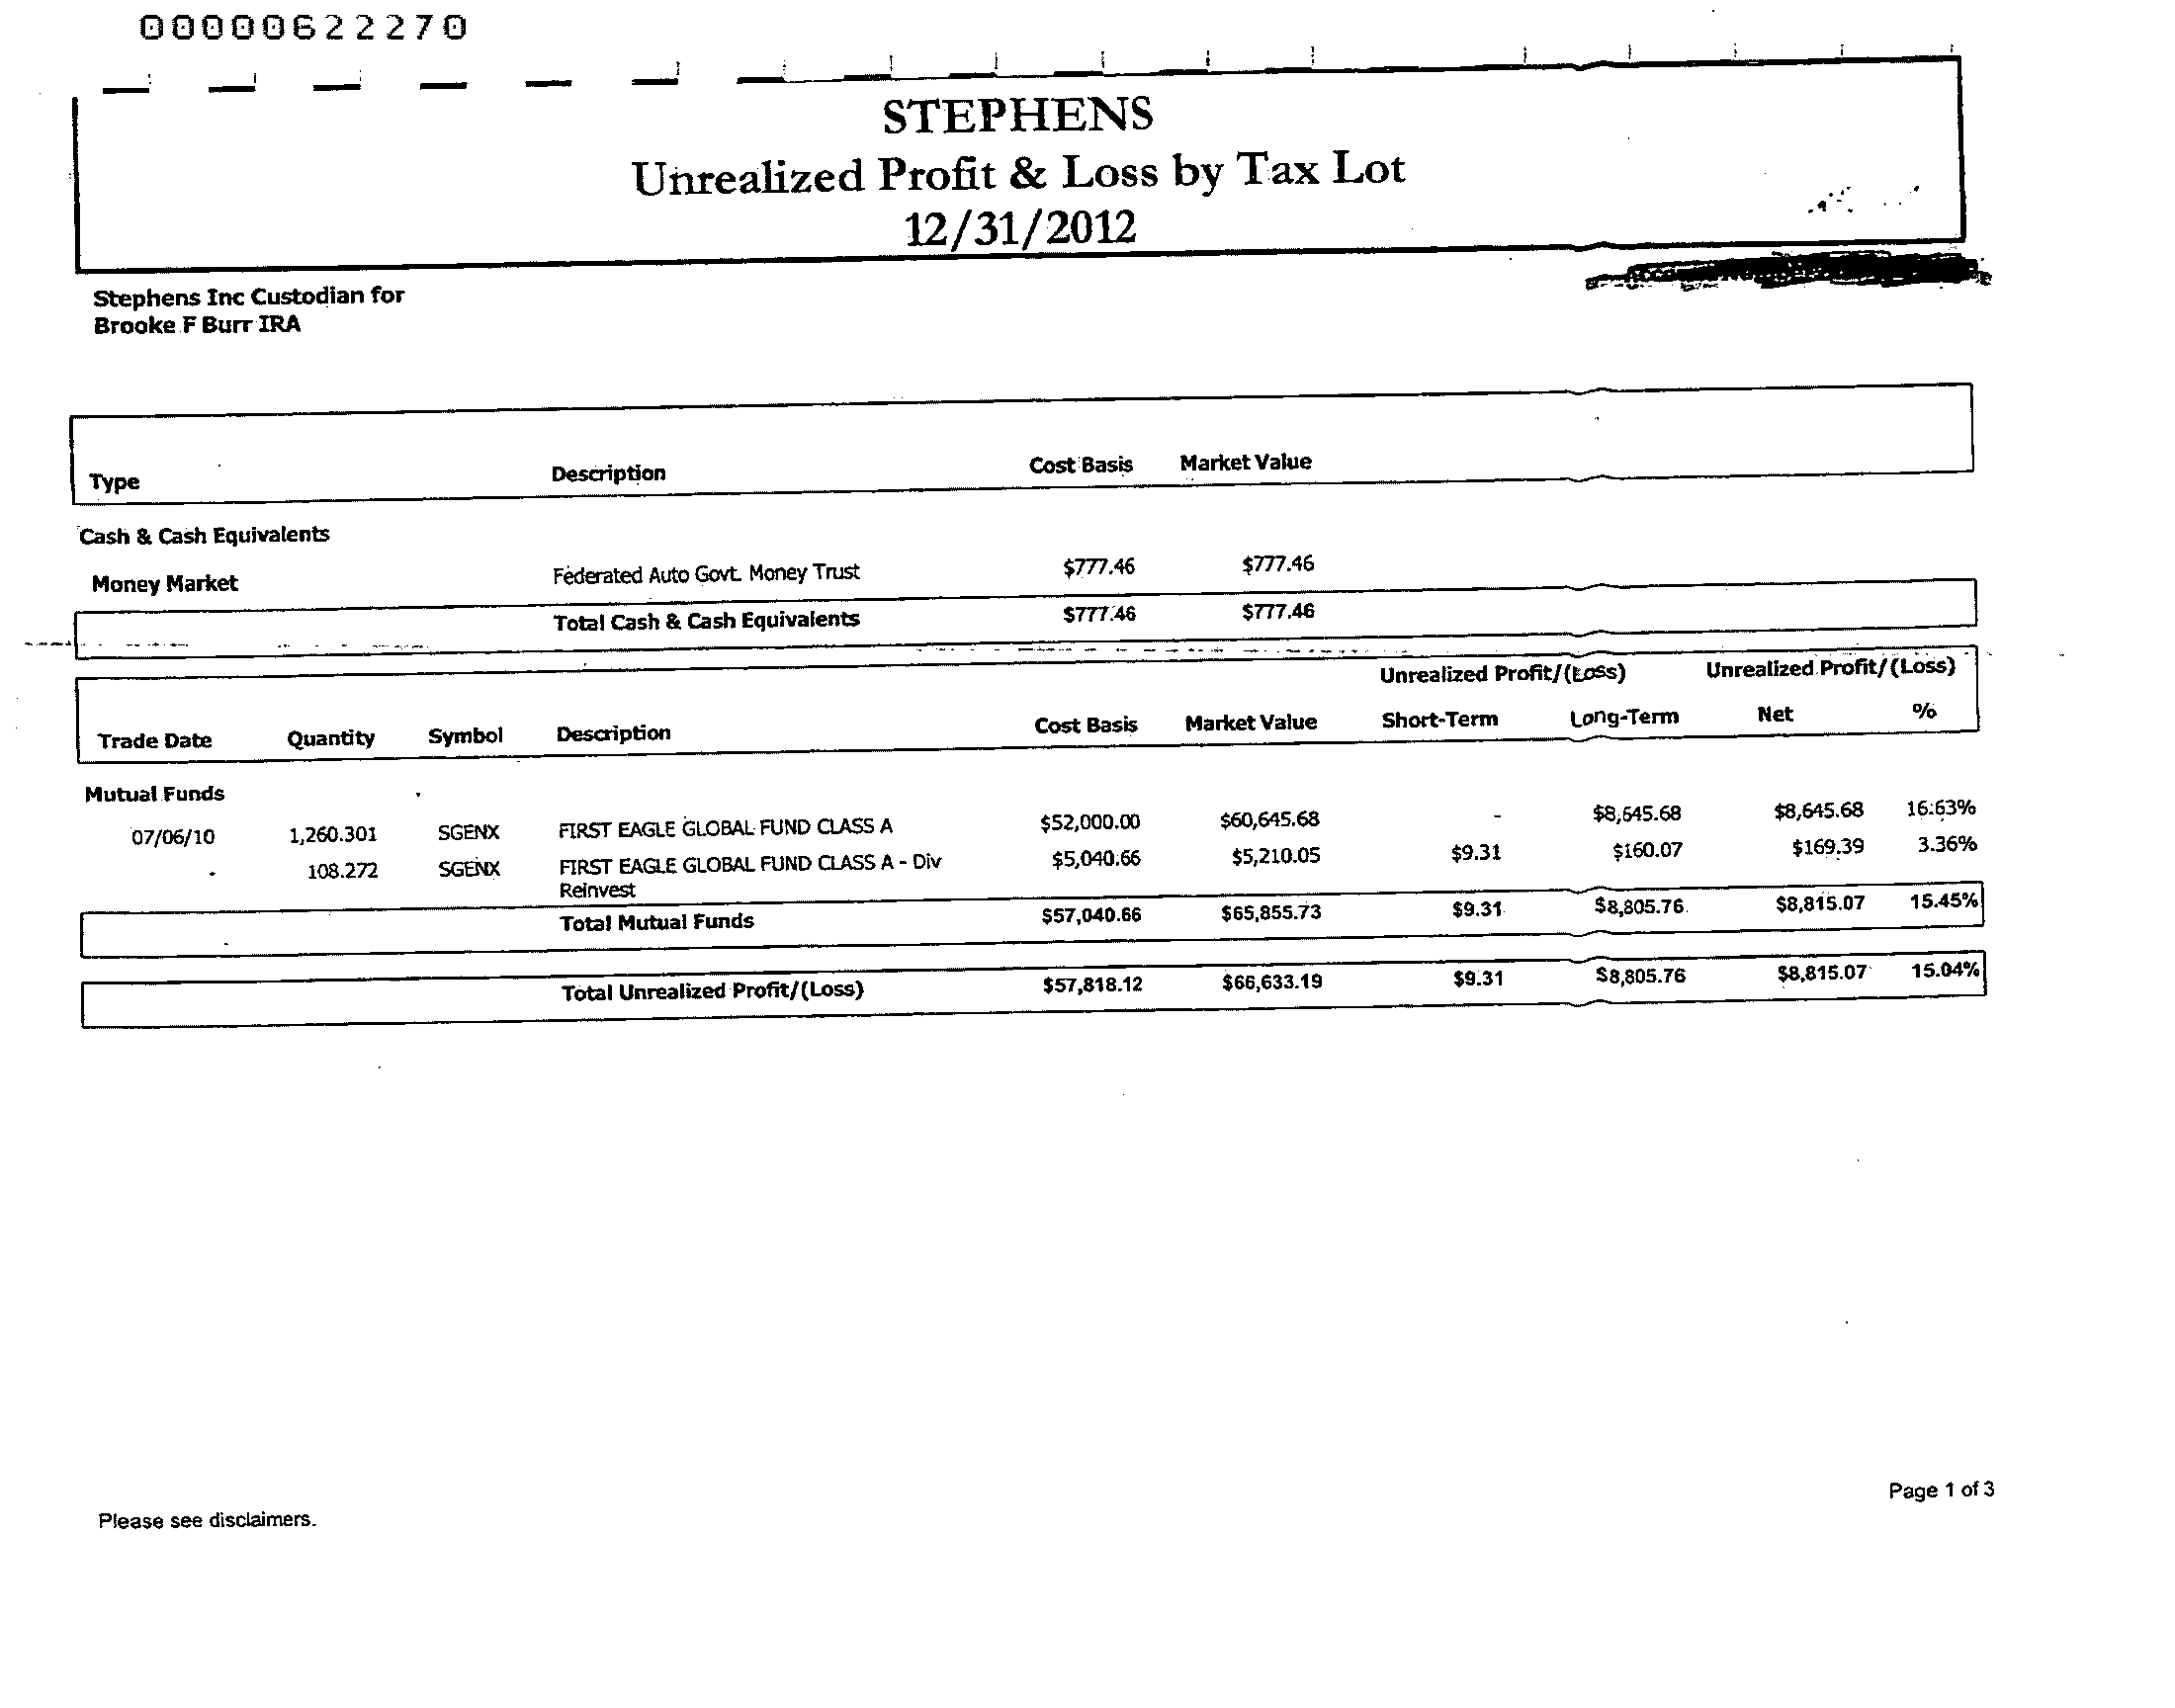 00000622270
STEPHENS
Unrealized Profit & Loss by Tax Lot
12/31/2012
Stephens Inc Custodian for
Brooke F Burr IRA
Type Description Cost Basis Market Value
Cash & Cash Equivalents
Money Market Federated Auto Govt. Money Trust $777.46 $777.46
Total Cash & Cash Equivalents $777.46 $777.46
Unrealized Profit/(Loss) Unrealized Profit/(Loss)
Trade Date Quantity Symbol Description Cost Basis Market Value Short-Term Long-Term Net %
Mutual Funds
07/06/10 1,260.301 SGENX FIRST EAGLE GLOBAL FUND CLASS A $52,000.00 $60,645.68 - $8,645.68 $8,645.68 16.63%
- 108.272 SGENX FIRST EAGLE GLOBAL FUND CLASS A - Div $5,040.66 $5,210.05 $9.31 $160.07 $169.39 3.36%
Reinvest
Total Mutual Funds $57,040.66 $65,855.73 $9.31 $8,805.76 $8,815.07 15.45%
Total Unrealized Profit/(Loss) $57,818.12 $66,633.19 $9.31 $8,805.76 $8,815.07 15.04%
Page 1 of 3
Please see disclaimers.